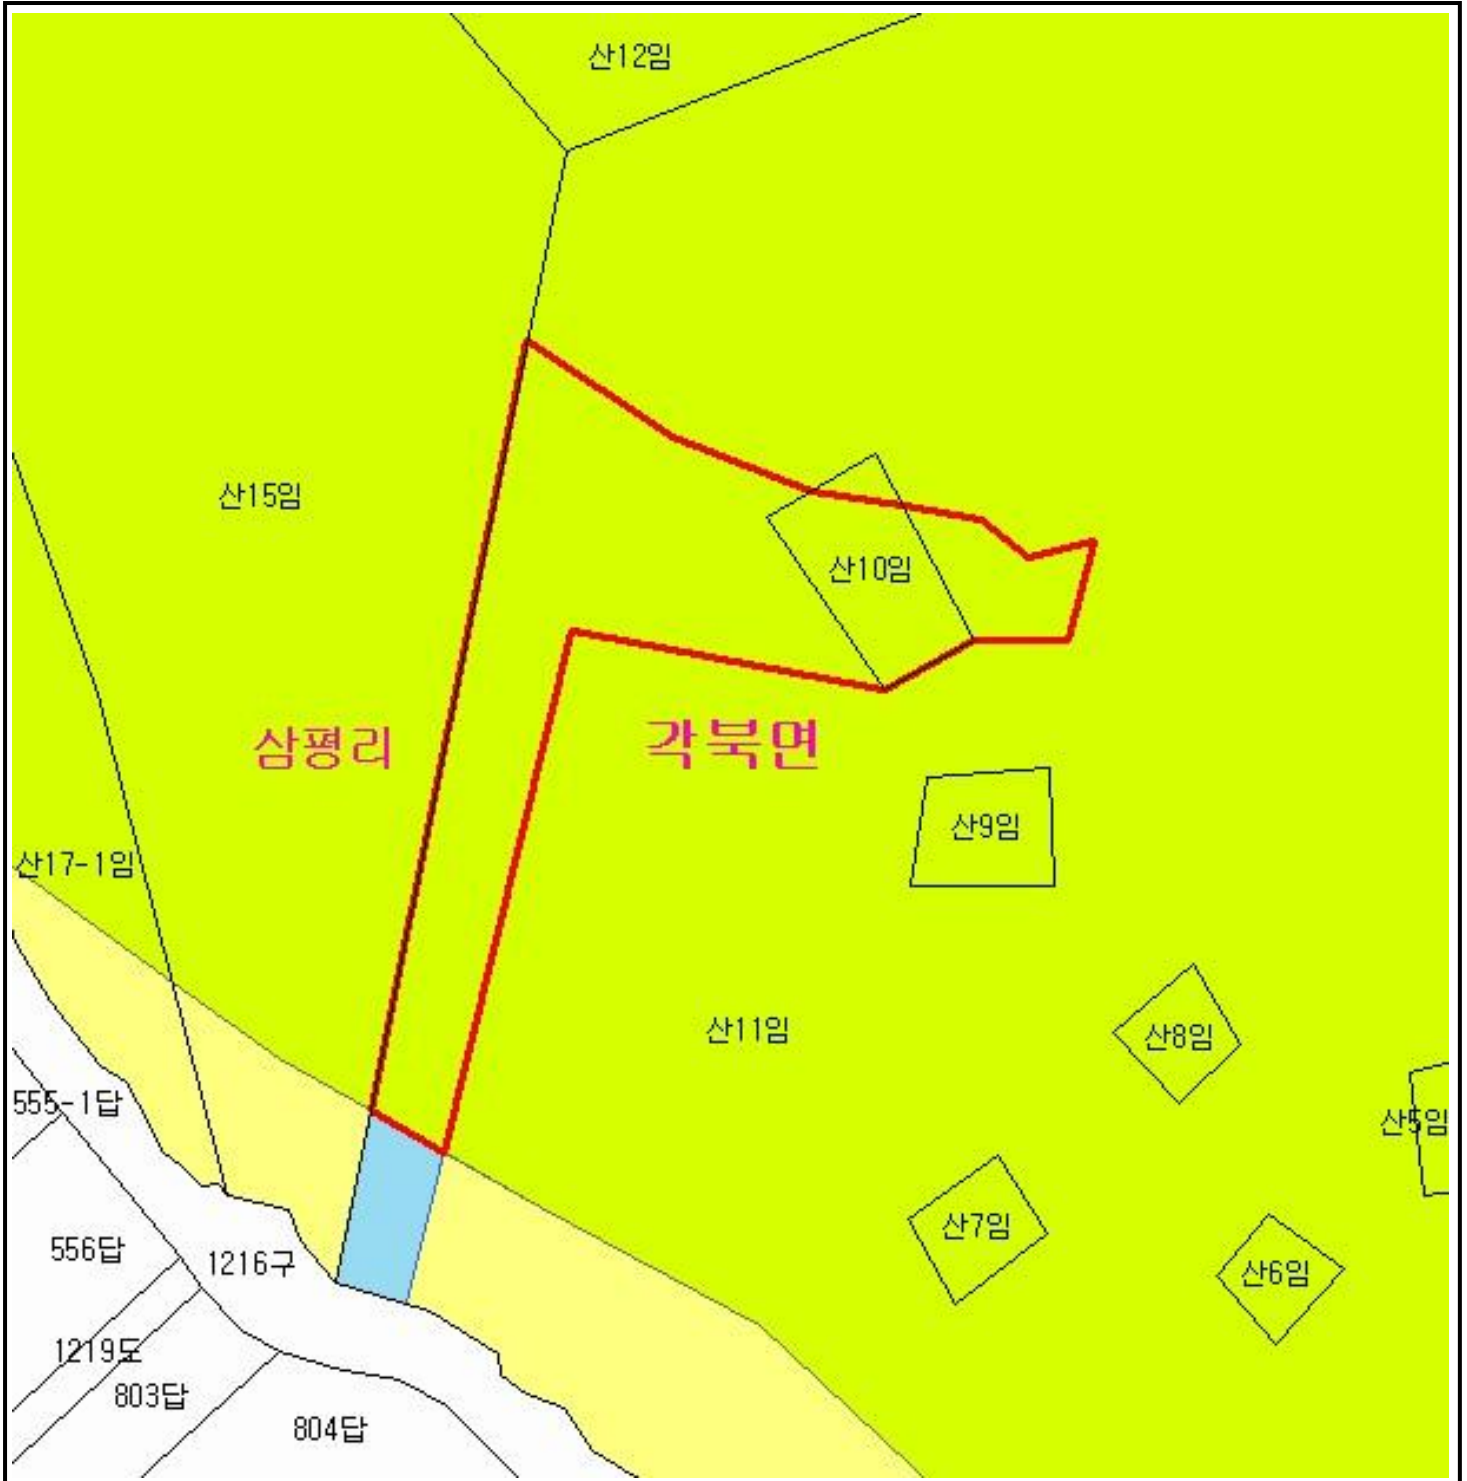 산12임
산15임
산10임
삼평리
각북면
산9임
산17-1임
산11임
산8임
555-1답
산5임
산7임
556답
1216구
산6임
1219도
803답
804답